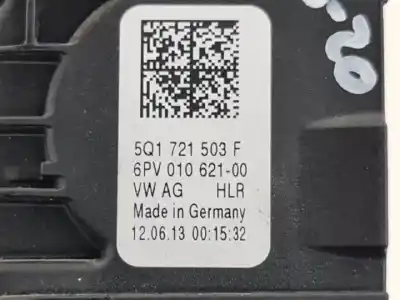 5Q1 721 503 F
6PV 010 621-00
VW AG HLR
Made in Germany
12.06.13 00:15:32